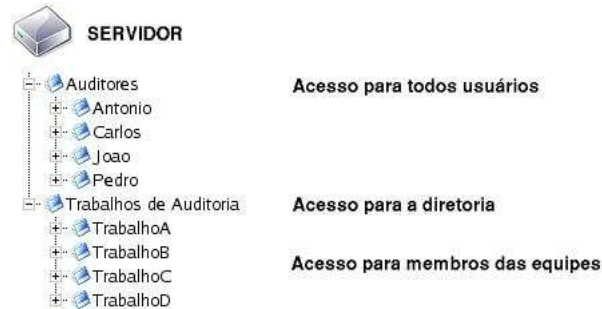 SERVIDOR
Auditores Acesso para todos usuários
Antonio
Carlos
Joao
Pedro
Trabalhos de Auditoria Acesso para a diretoria
TrabalhoA
TrabalhoB
TrabalhoC Acesso para membros das equipes
TrabalhoD